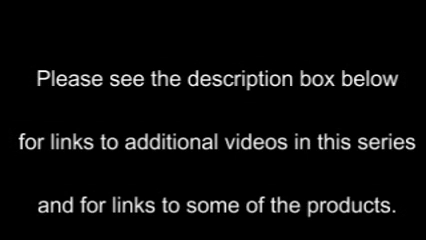 Please see the description box below
for links to additional videos in this series
and for links to some of the products.